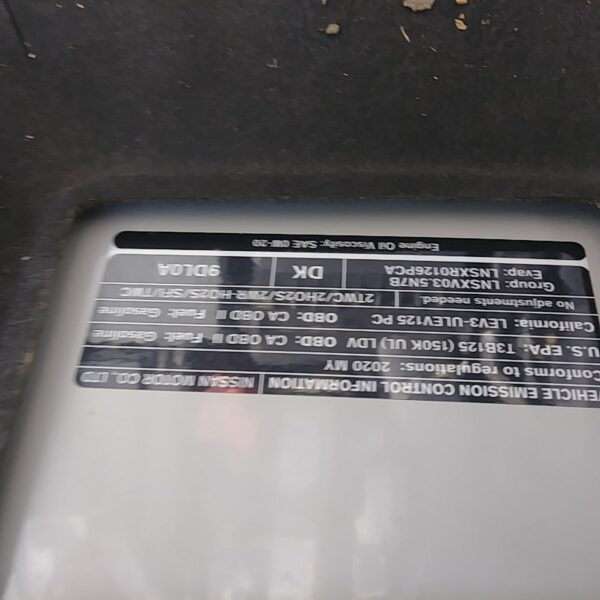 VEHICLE EMISSION CONTROL INFORMATION NISSAN MOTOR CO., LTD
Conforms to regulations: 2020 MY
U.S. EPA: T3B125 (150K UL) LDV OBD: CA OBD II Fuel: Gasoline
California: LEV3-ULEV125 PC OBD: CA OBD II Fuel: Gasoline
No adjustments needed. 2TWC/2HO2S/2WR-HO2S/SFI/TWC
Group: LNSXV03.5N7B
Evap: LNSXR0126PCA DK 9DL0A
Engine Oil Viscosity: SAE 0W-20